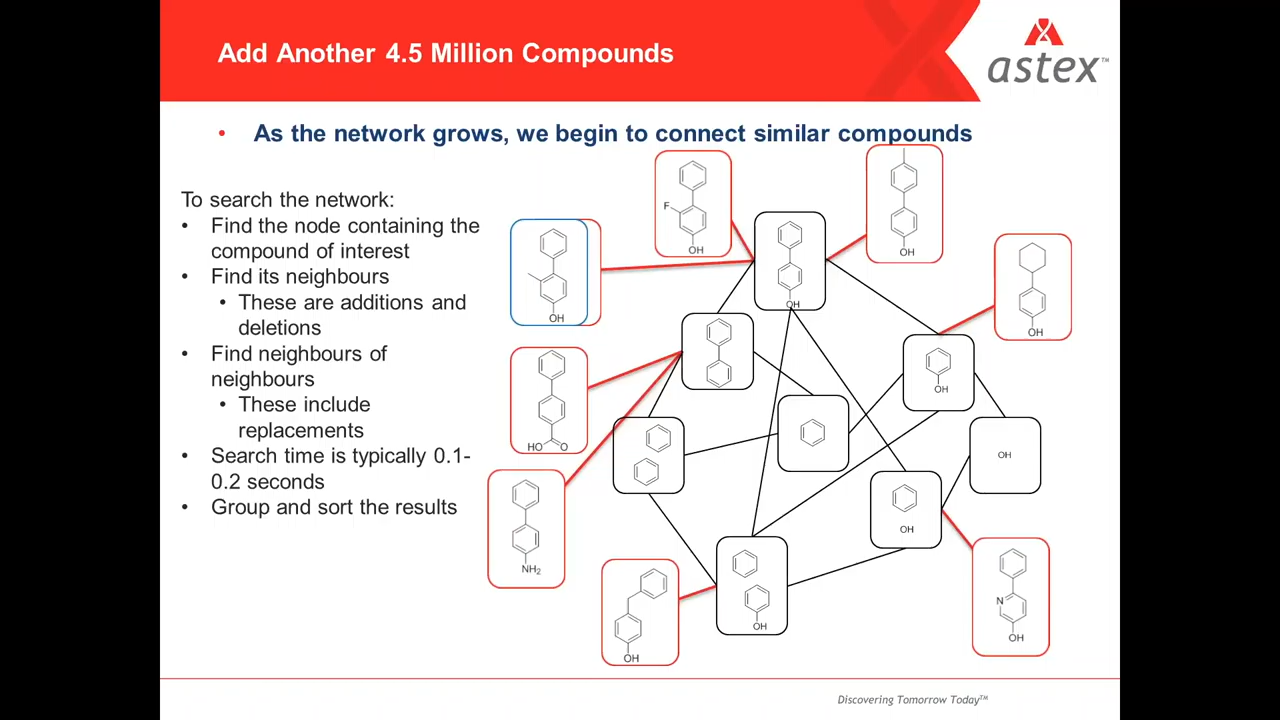 Add Another 4.5 Million Compounds
astex™
• As the network grows, we begin to connect similar compounds
To search the network:
• Find the node containing the
compound of interest
• Find its neighbours
• These are additions and
deletions
• Find neighbours of
neighbours
• These include
replacements
• Search time is typically 0.1-
0.2 seconds
• Group and sort the results
F
OH
OH
OH
OH
OH
HO O
OH
OH
NH₂
OH
OH
OH
N
OH
Discovering Tomorrow Today™